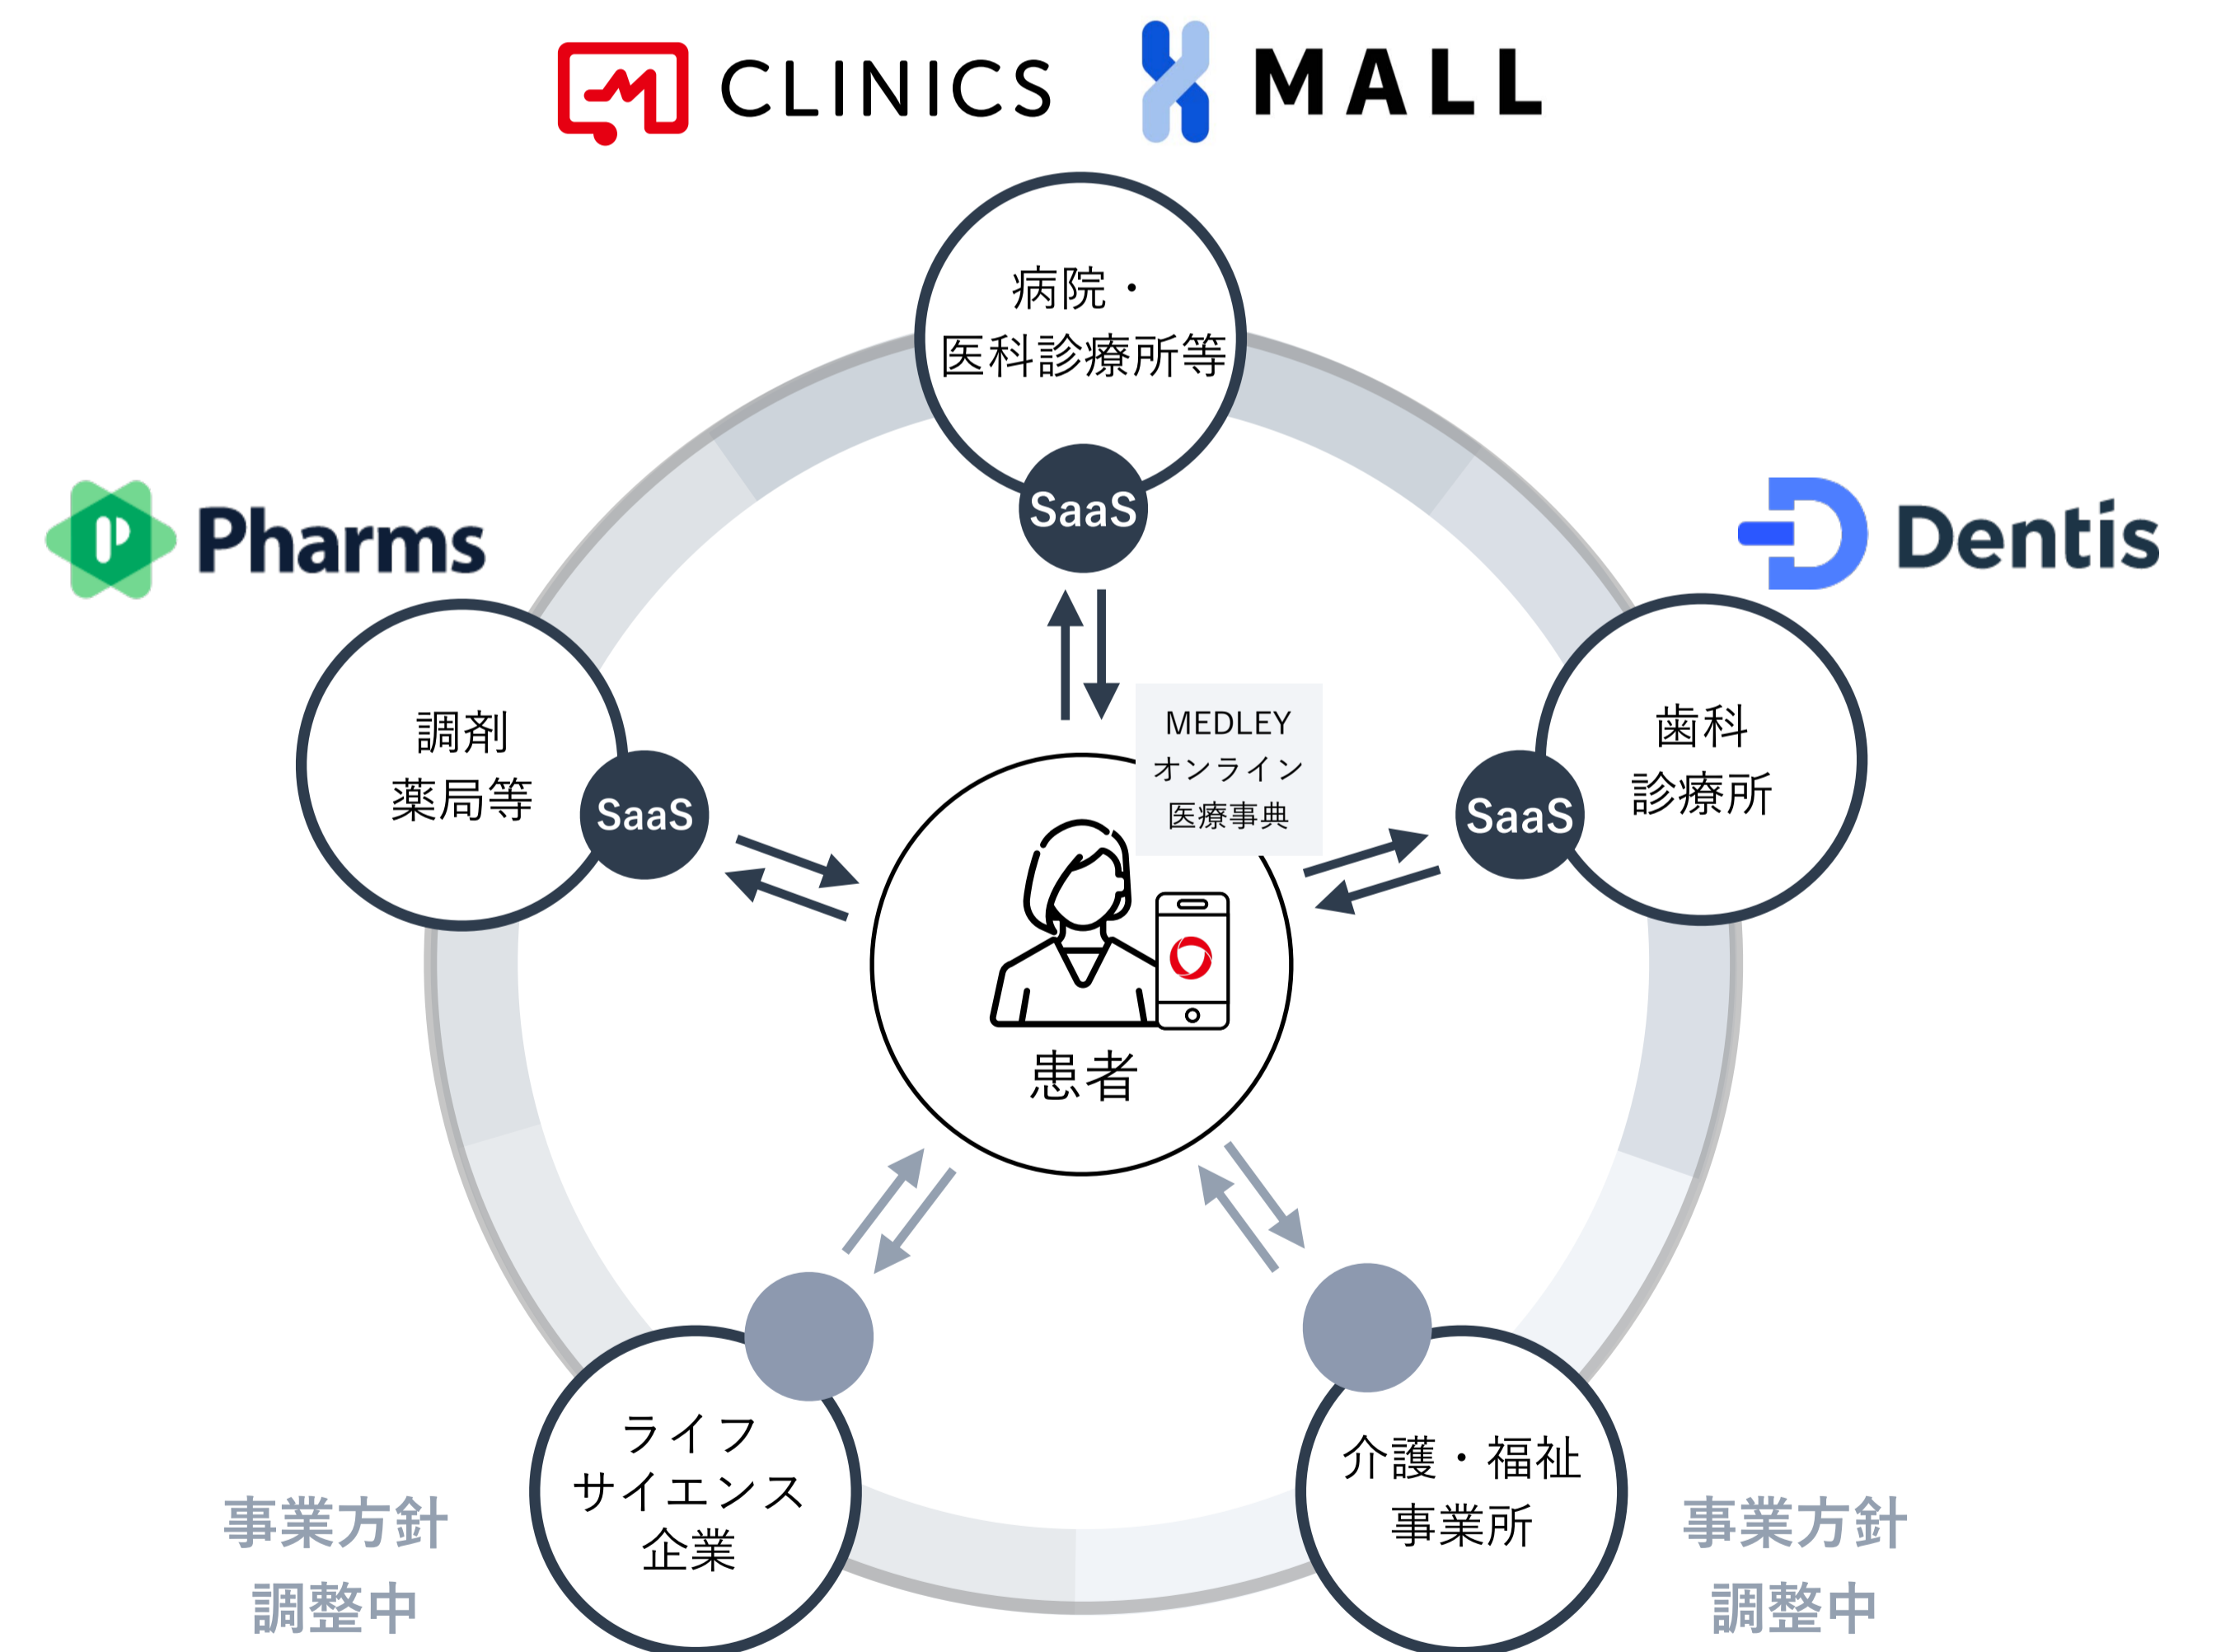 CLINICS
MALL
病院・
医科診療所等
SaaS
Pharms
Dentis
調剤
薬局等
SaaS
MEDLEY
オンライン
医療事典
SaaS
歯科
診療所
患者
ライフ
サイエンス
企業
介護・福祉
事業所
事業方針
調整中
事業方針
調整中